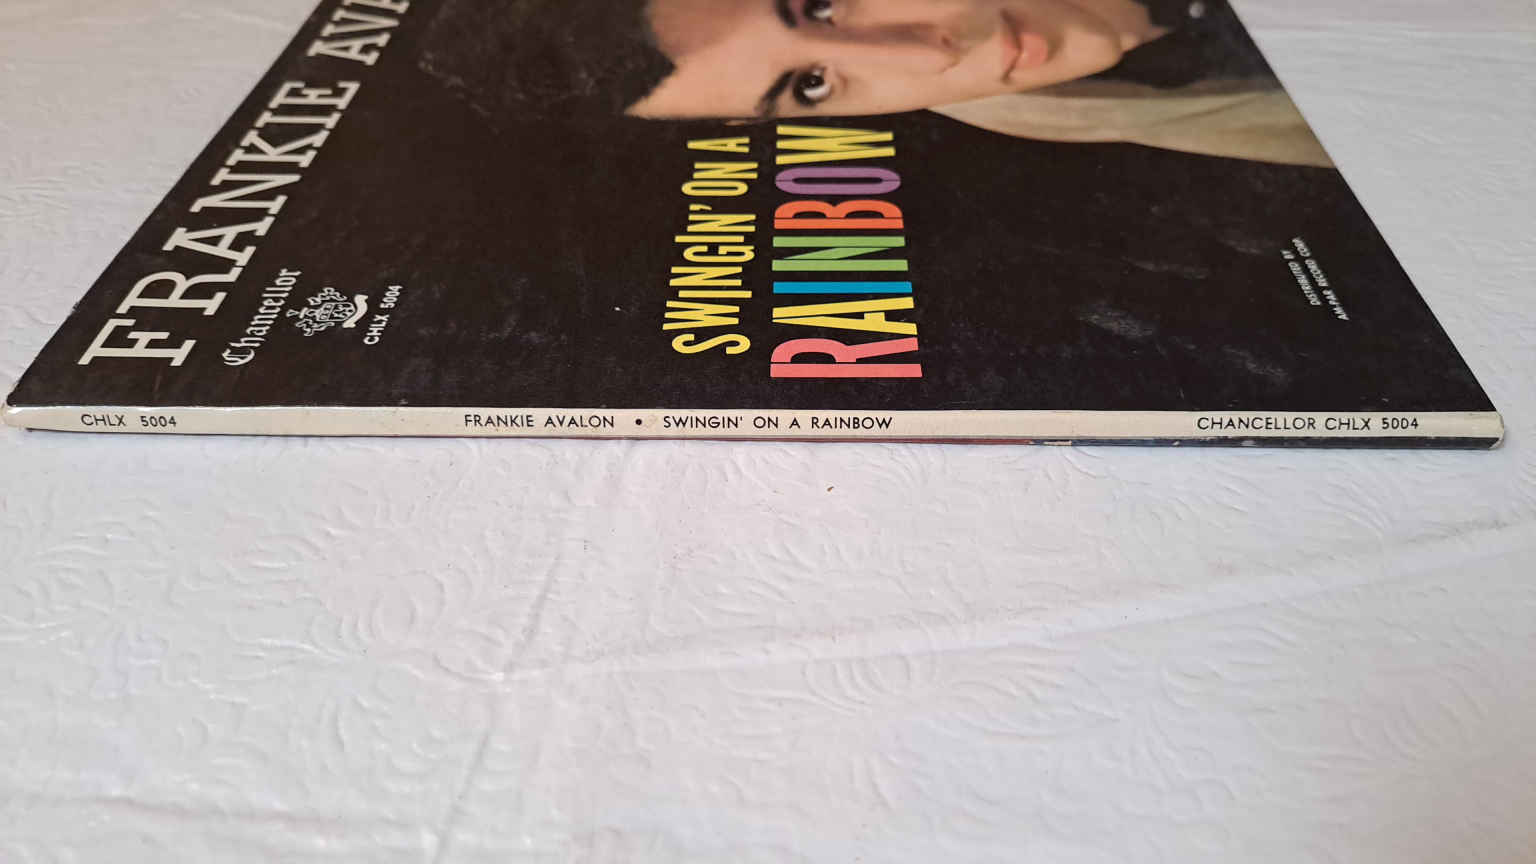 FRANKIE AV
Chancellor
CHLX 5004
SWINGIN' ON A
RAINBOW
DISTRIBUTED BY
AM-PAR RECORD CORP.
CHLX 5004
FRANKIE AVALON • SWINGIN' ON A RAINBOW
CHANCELLOR CHLX 5004